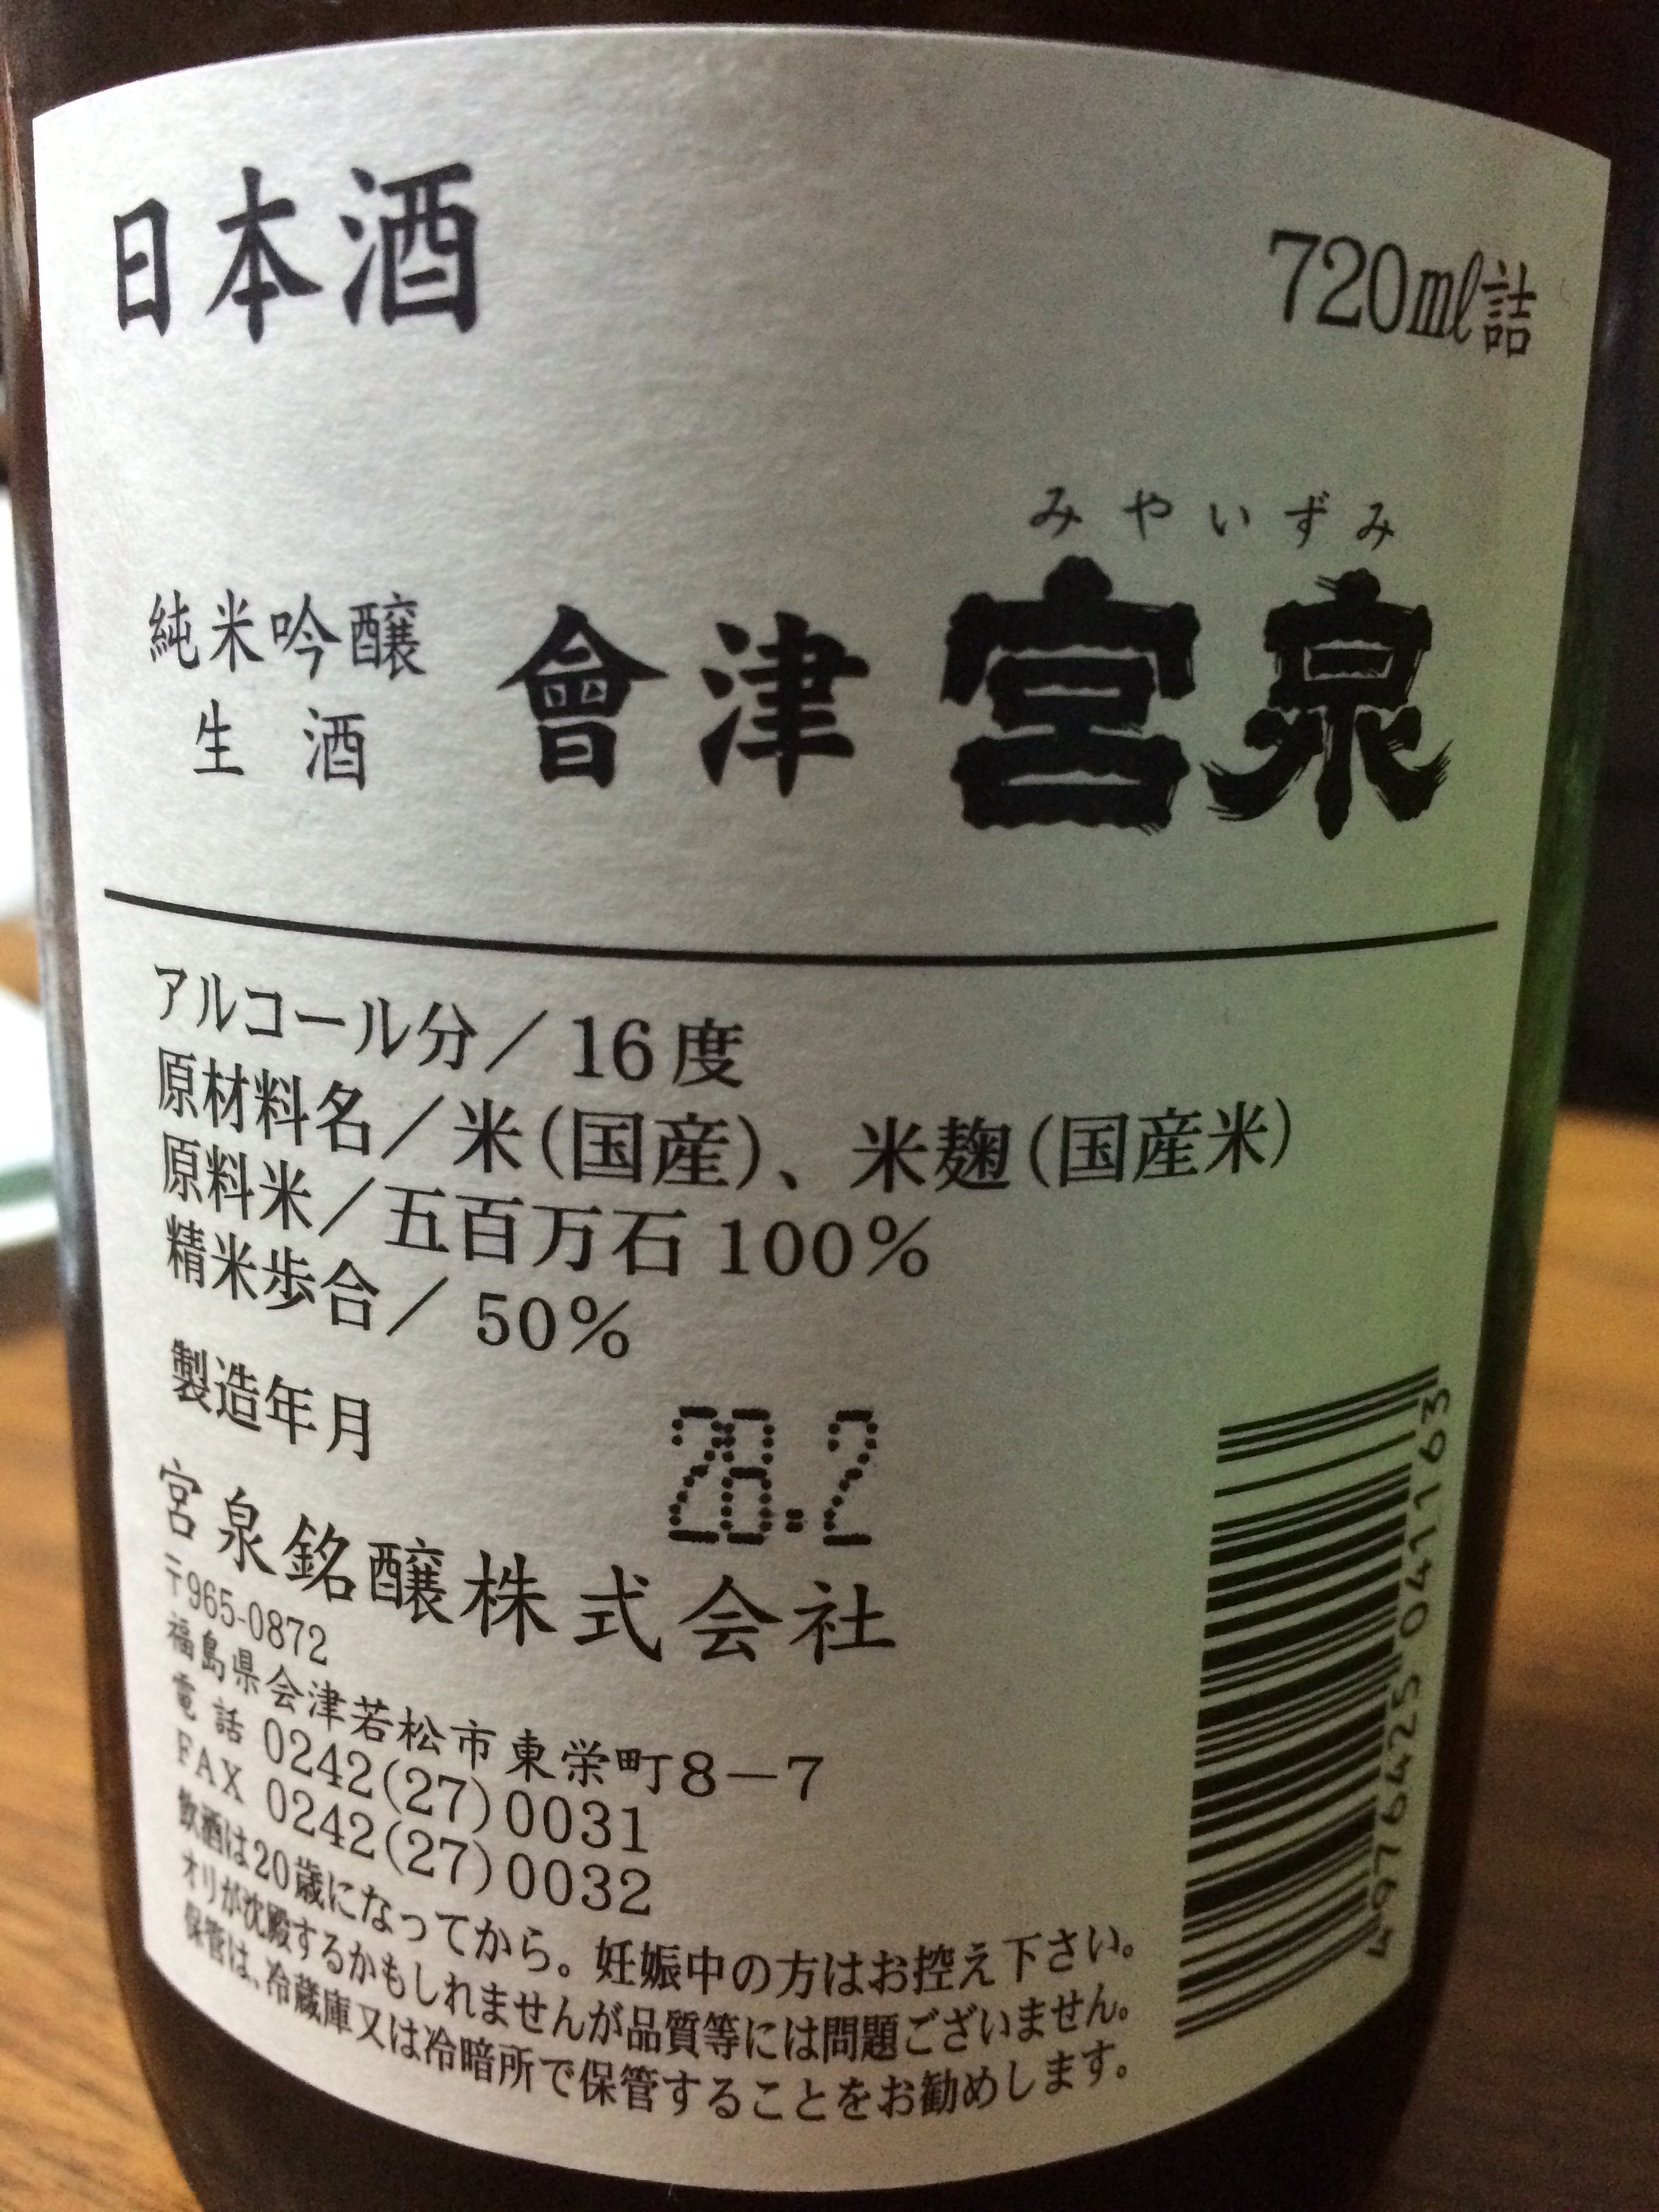 日本酒
720ml詰
みやいずみ
純米吟醸
生酒
會津 宮泉
アルコール分／16度
原材料名／米(国産)、米麹(国産米)
原料米／五百万石100%
精米歩合／50%
製造年月 28.2
宮泉銘醸株式会社
〒965-0872
福島県会津若松市東栄町8－7
電話 0242(27)0031
FAX 0242(27)0032
飲酒は20歳になってから。妊娠中の方はお控え下さい。
オリが沈殿するかもしれませんが品質等には問題ございません。
保管は、冷蔵庫又は冷暗所で保管することをお勧めします。
4976425 041163